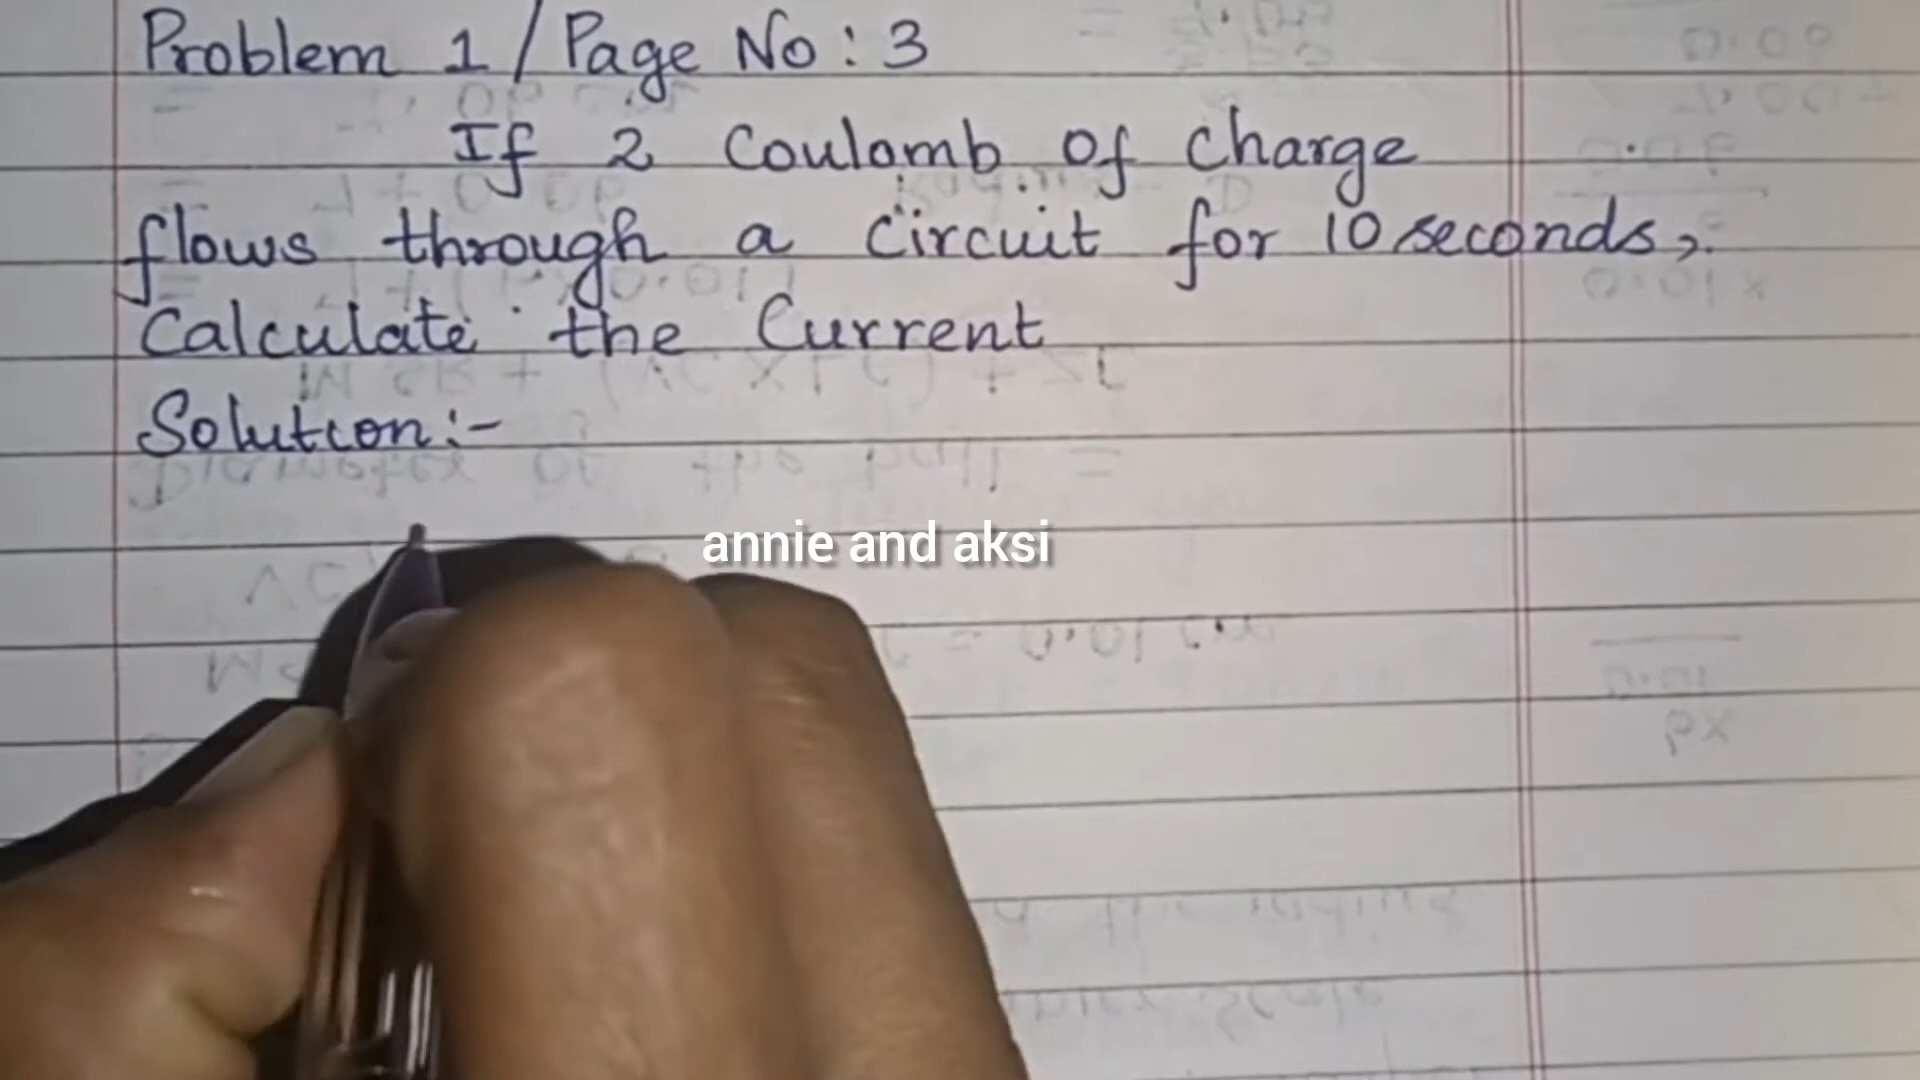 Problem 1 / Page No : 3
If 2 Coulomb of charge
flows through a circuit for 10 seconds,
Calculate the Current
Solution:-
annie and aksi